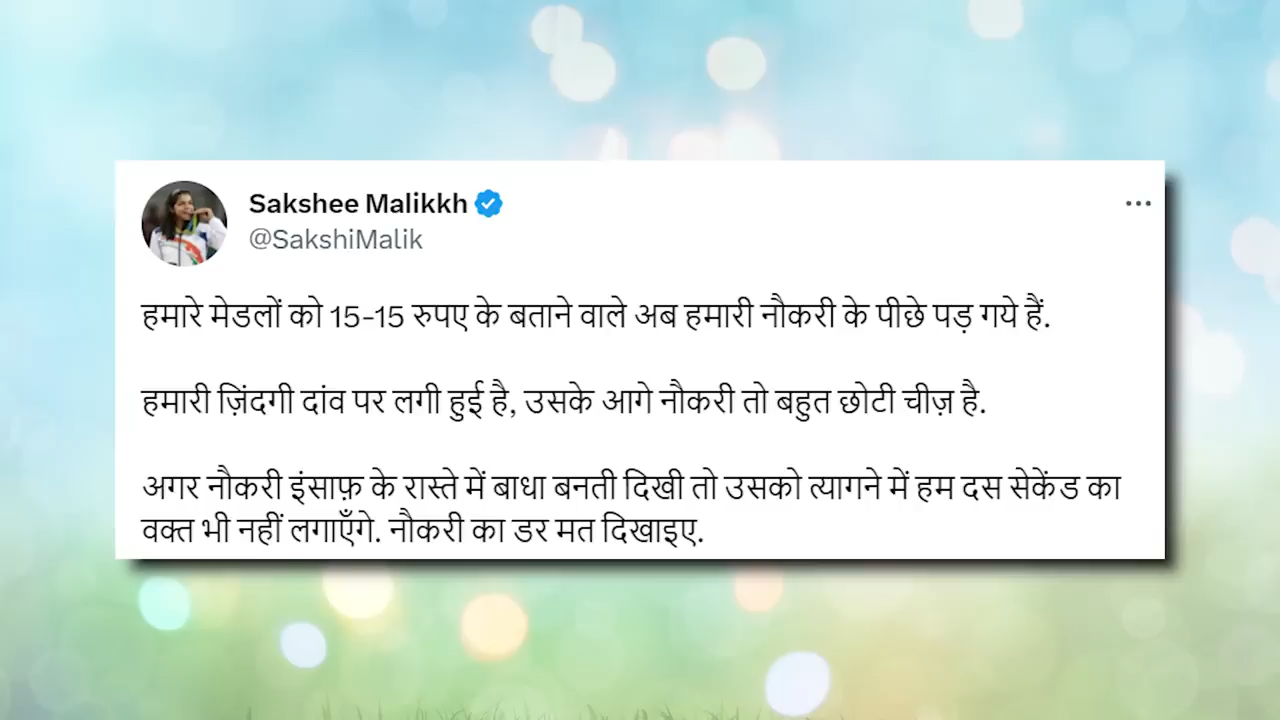 Sakshee Malikkh
@SakshiMalik
हमारे मेडलों को 15-15 रुपए के बताने वाले अब हमारी नौकरी के पीछे पड़ गये हैं.
हमारी ज़िंदगी दांव पर लगी हुई है, उसके आगे नौकरी तो बहुत छोटी चीज़ है.
अगर नौकरी इंसाफ़ के रास्ते में बाधा बनती दिखी तो उसको त्यागने में हम दस सेकेंड का
वक्त भी नहीं लगाएँगे. नौकरी का डर मत दिखाइए.